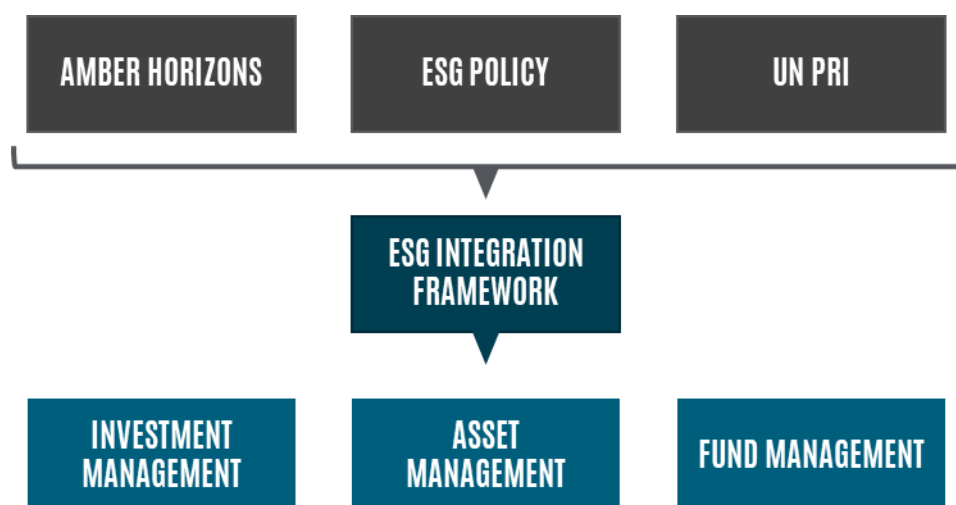 AMBER HORIZONS
ESG POLICY
UN PRI
ESG INTEGRATION
FRAMEWORK
INVESTMENT
MANAGEMENT
ASSET
MANAGEMENT
FUND MANAGEMENT